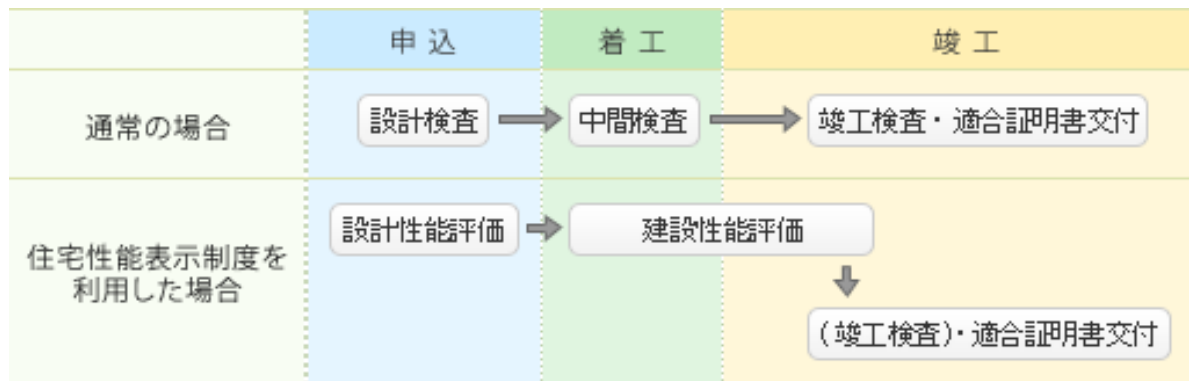 申込
着工
竣工
通常の場合
設計検査
中間検査
竣工検査・適合証明書交付
住宅性能表示制度を
利用した場合
設計性能評価
建設性能評価
(竣工検査)・適合証明書交付